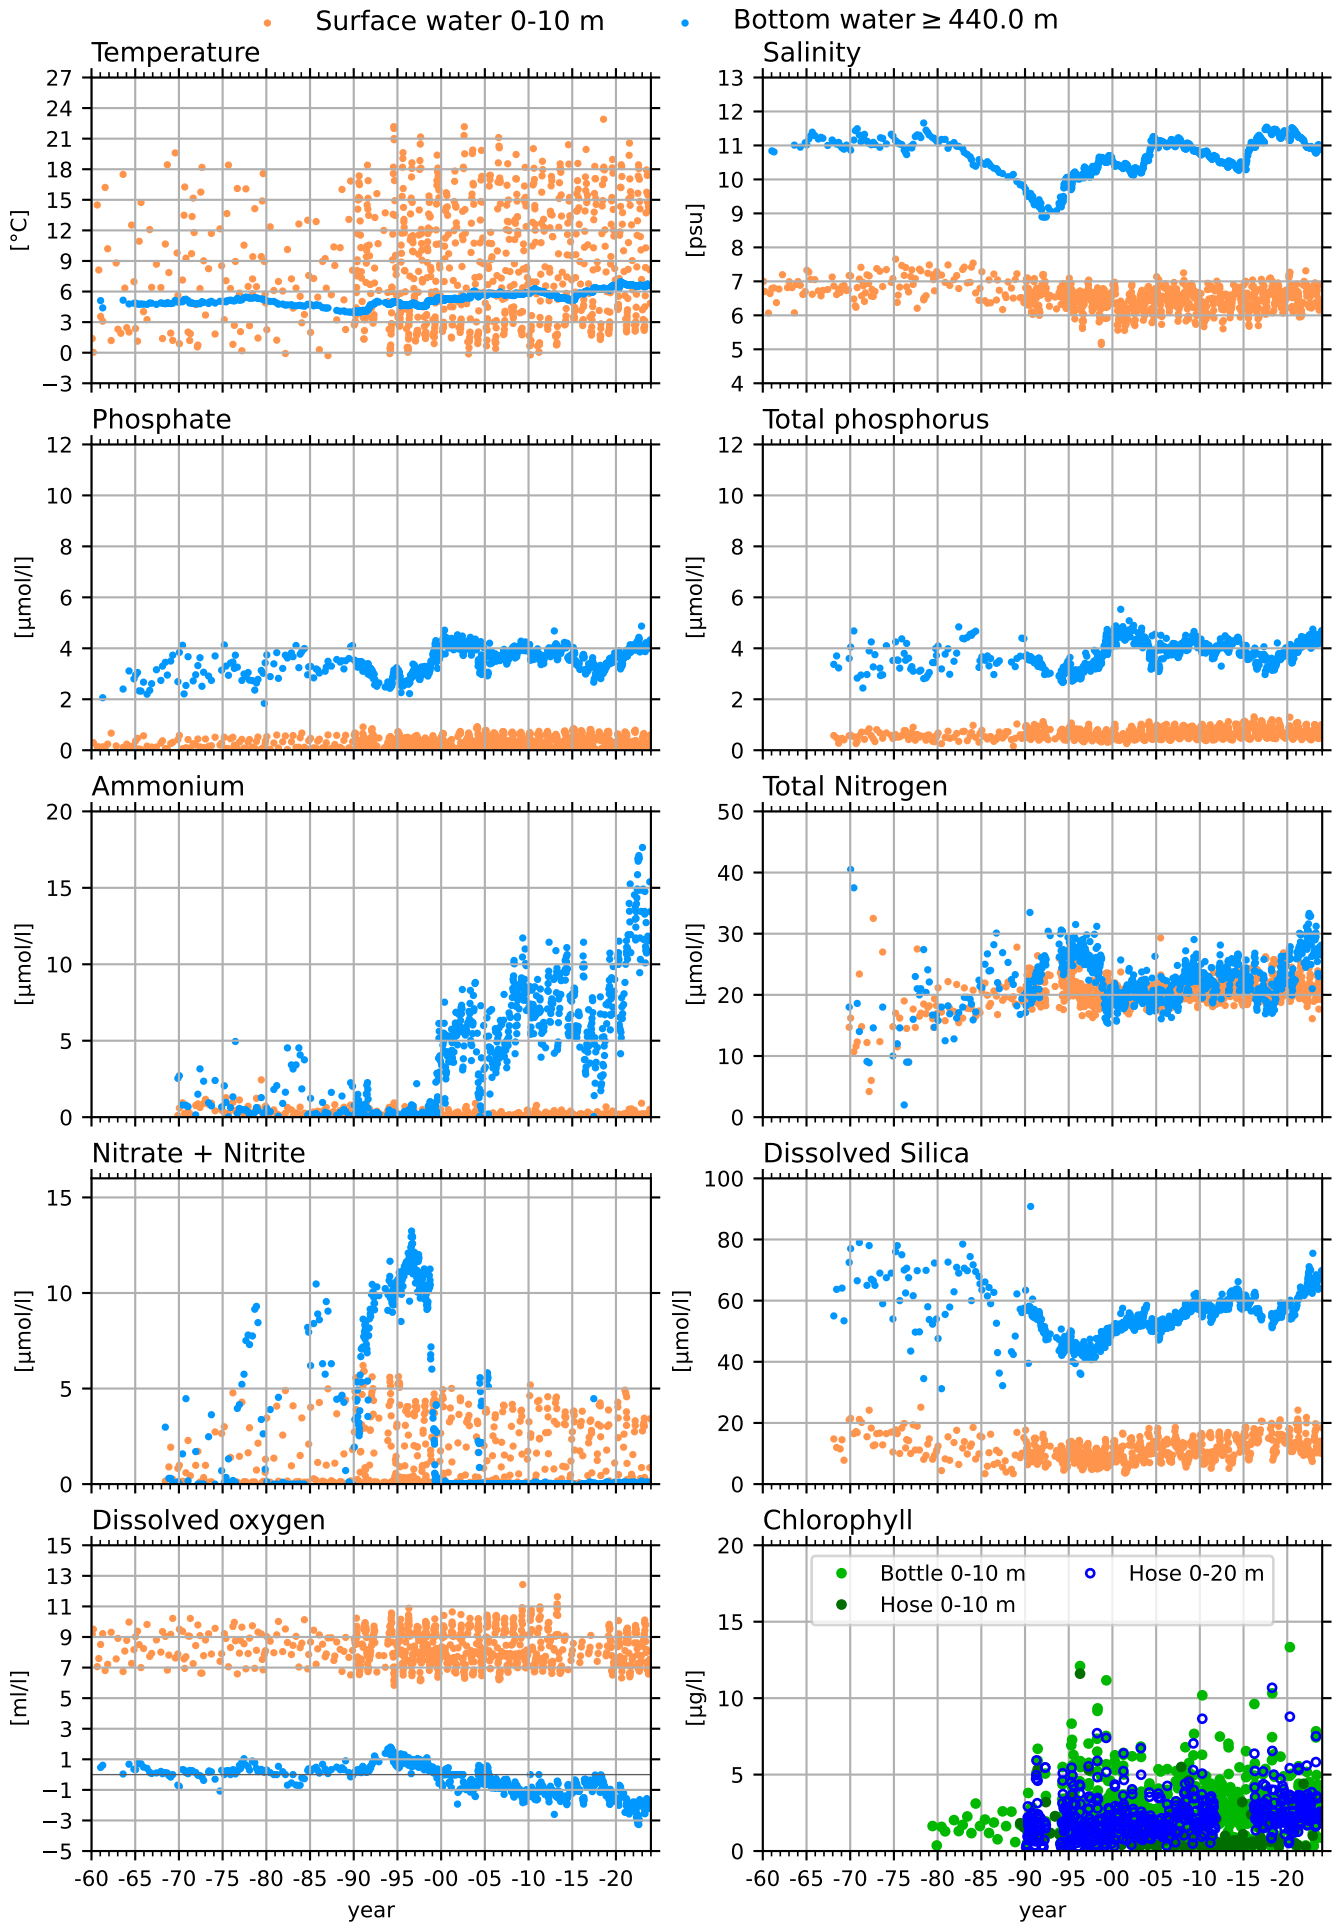 Surface water 0-10 m Bottom water ≥ 440.0 m
Temperature
27
24
21
18
15
12
9
6
3
0
−3
[°C]
Salinity
13
12
11
10
9
8
7
6
5
4
[psu]
Phosphate
12
10
8
6
4
2
0
[µmol/l]
Total phosphorus
12
10
8
6
4
2
0
[µmol/l]
Ammonium
20
15
10
5
0
[µmol/l]
Total Nitrogen
50
40
30
20
10
0
[µmol/l]
Nitrate + Nitrite
15
10
5
0
[µmol/l]
Dissolved Silica
100
80
60
40
20
0
[µmol/l]
Dissolved oxygen
15
13
11
9
7
5
3
1
−1
−3
−5
[ml/l]
-60 -65 -70 -75 -80 -85 -90 -95 -00 -05 -10 -15 -20
year
Chlorophyll
Bottle 0-10 m Hose 0-20 m
Hose 0-10 m
20
15
10
5
0
[µg/l]
-60 -65 -70 -75 -80 -85 -90 -95 -00 -05 -10 -15 -20
year